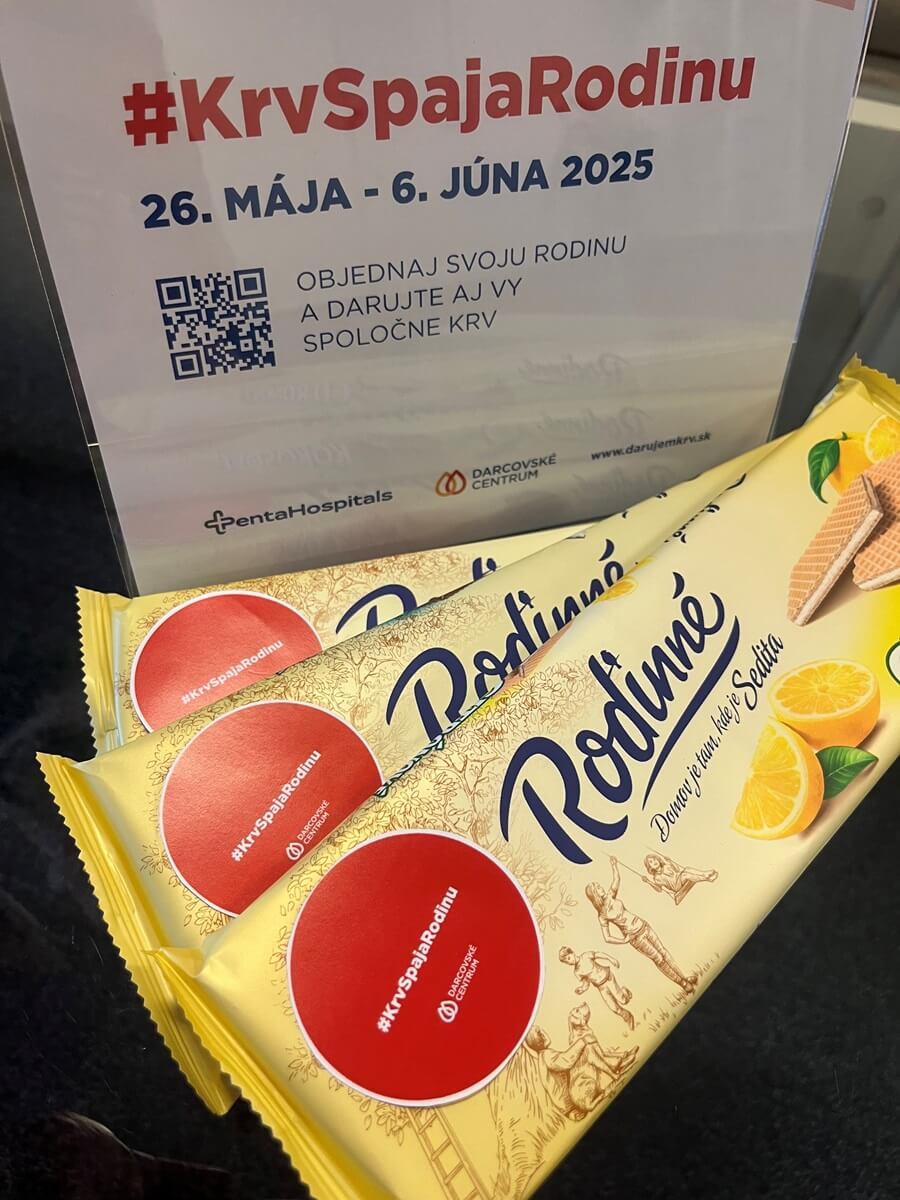 #KrvSpajaRodinu
26. MÁJA - 6. JÚNA 2025
OBJEDNAJ SVOJU RODINU
A DARUJTE AJ VY
SPOLOČNE KRV
PentaHospitals
DARCOVSKÉ
CENTRUM
www.darujemkrv.sk
#KrvSpajaRodinu
Rodinné
#KrvSpajaRodinu
DARCOVSKÉ
CENTRUM
Rodinné
Domov je tam, kde je Sedita
#KrvSpajaRodinu
DARCOVSKÉ
CENTRUM